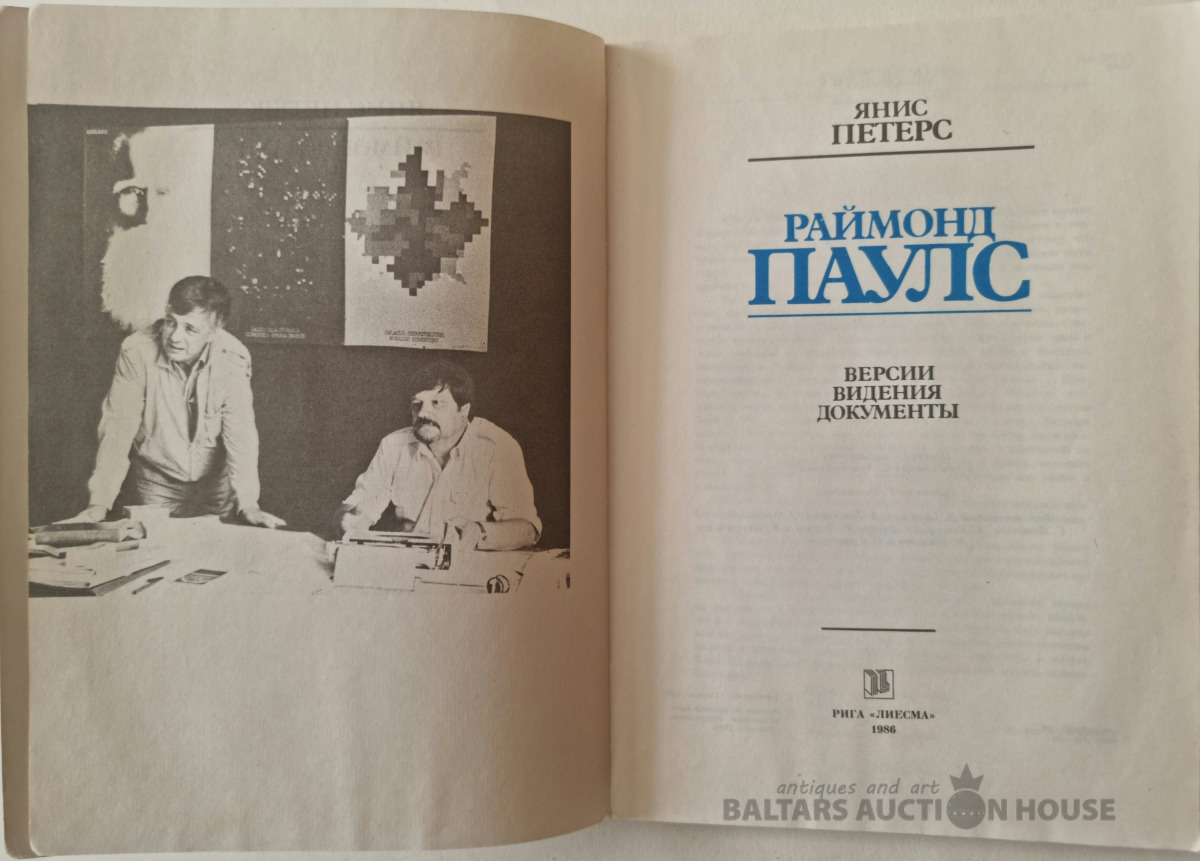 ЯНИС
ПЕТЕРС
РАЙМОНД
ПАУЛС
ВЕРСИИ
ВИДЕНИЯ
ДОКУМЕНТЫ
РИГА «ЛИЕСМА»
1986
antiques and art
BALTARS AUCTION HOUSE